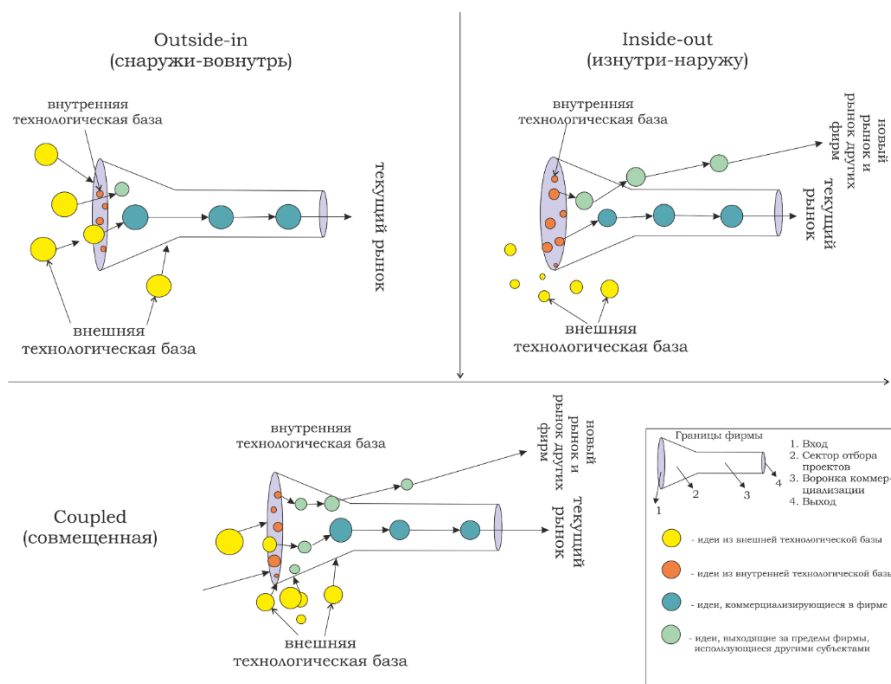 Outside-in
(снаружи-вовнутрь)
внутренняя
технологическая база
текущий рынок
внешняя
технологическая база
Inside-out
(изнутри-наружу)
внутренняя
технологическая база
новый
рынок и
рынок других
фирм
текущий
рынок
внешняя
технологическая база
Coupled
(совмещенная)
внутренняя
технологическая база
новый
рынок и
рынок других
фирм
текущий
рынок
внешняя
технологическая база
Границы фирмы
1
2
3
4
1. Вход
2. Сектор отбора
проектов
3. Воронка коммер-
циализации
4. Выход
- идеи из внешней технологической базы
- идеи из внутренней технологической базы
- идеи, коммерциализирующиеся в фирме
- идеи, выходящие за пределы фирмы,
использующиеся другими субъектами